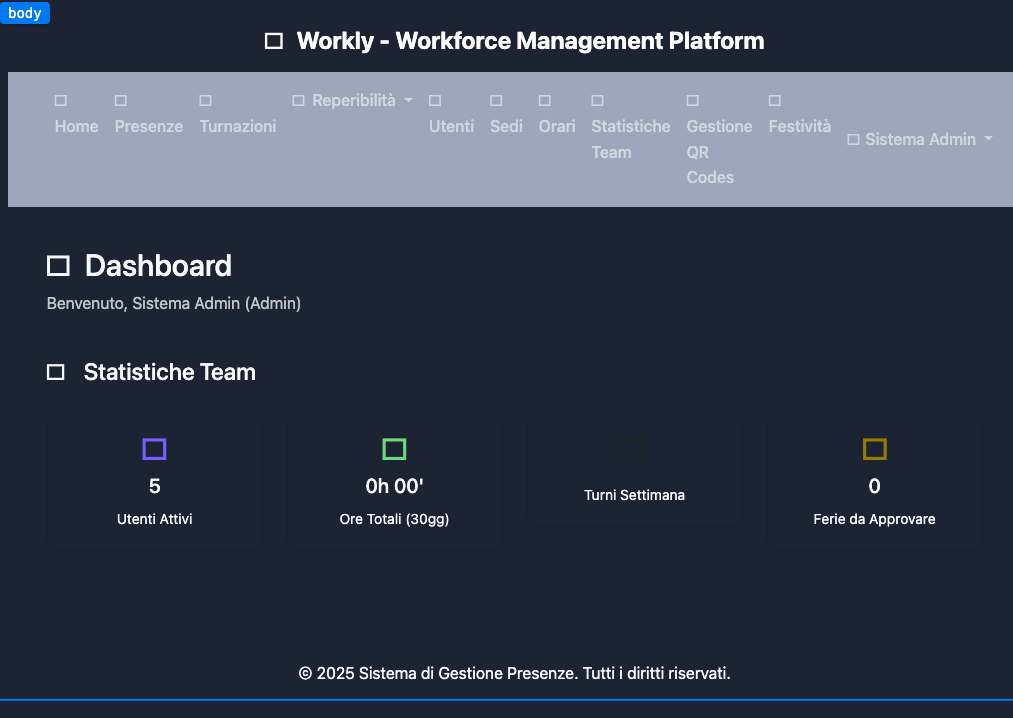 body
Workly - Workforce Management Platform
Home
Presenze
Turnazioni
Reperibilità
Utenti
Sedi
Orari
Statistiche
Team
Gestione
QR
Codes
Festività
Sistema Admin
Dashboard
Benvenuto, Sistema Admin (Admin)
Statistiche Team
5
Utenti Attivi
0h 00'
Ore Totali (30gg)
Turni Settimana
0
Ferie da Approvare
© 2025 Sistema di Gestione Presenze. Tutti i diritti riservati.